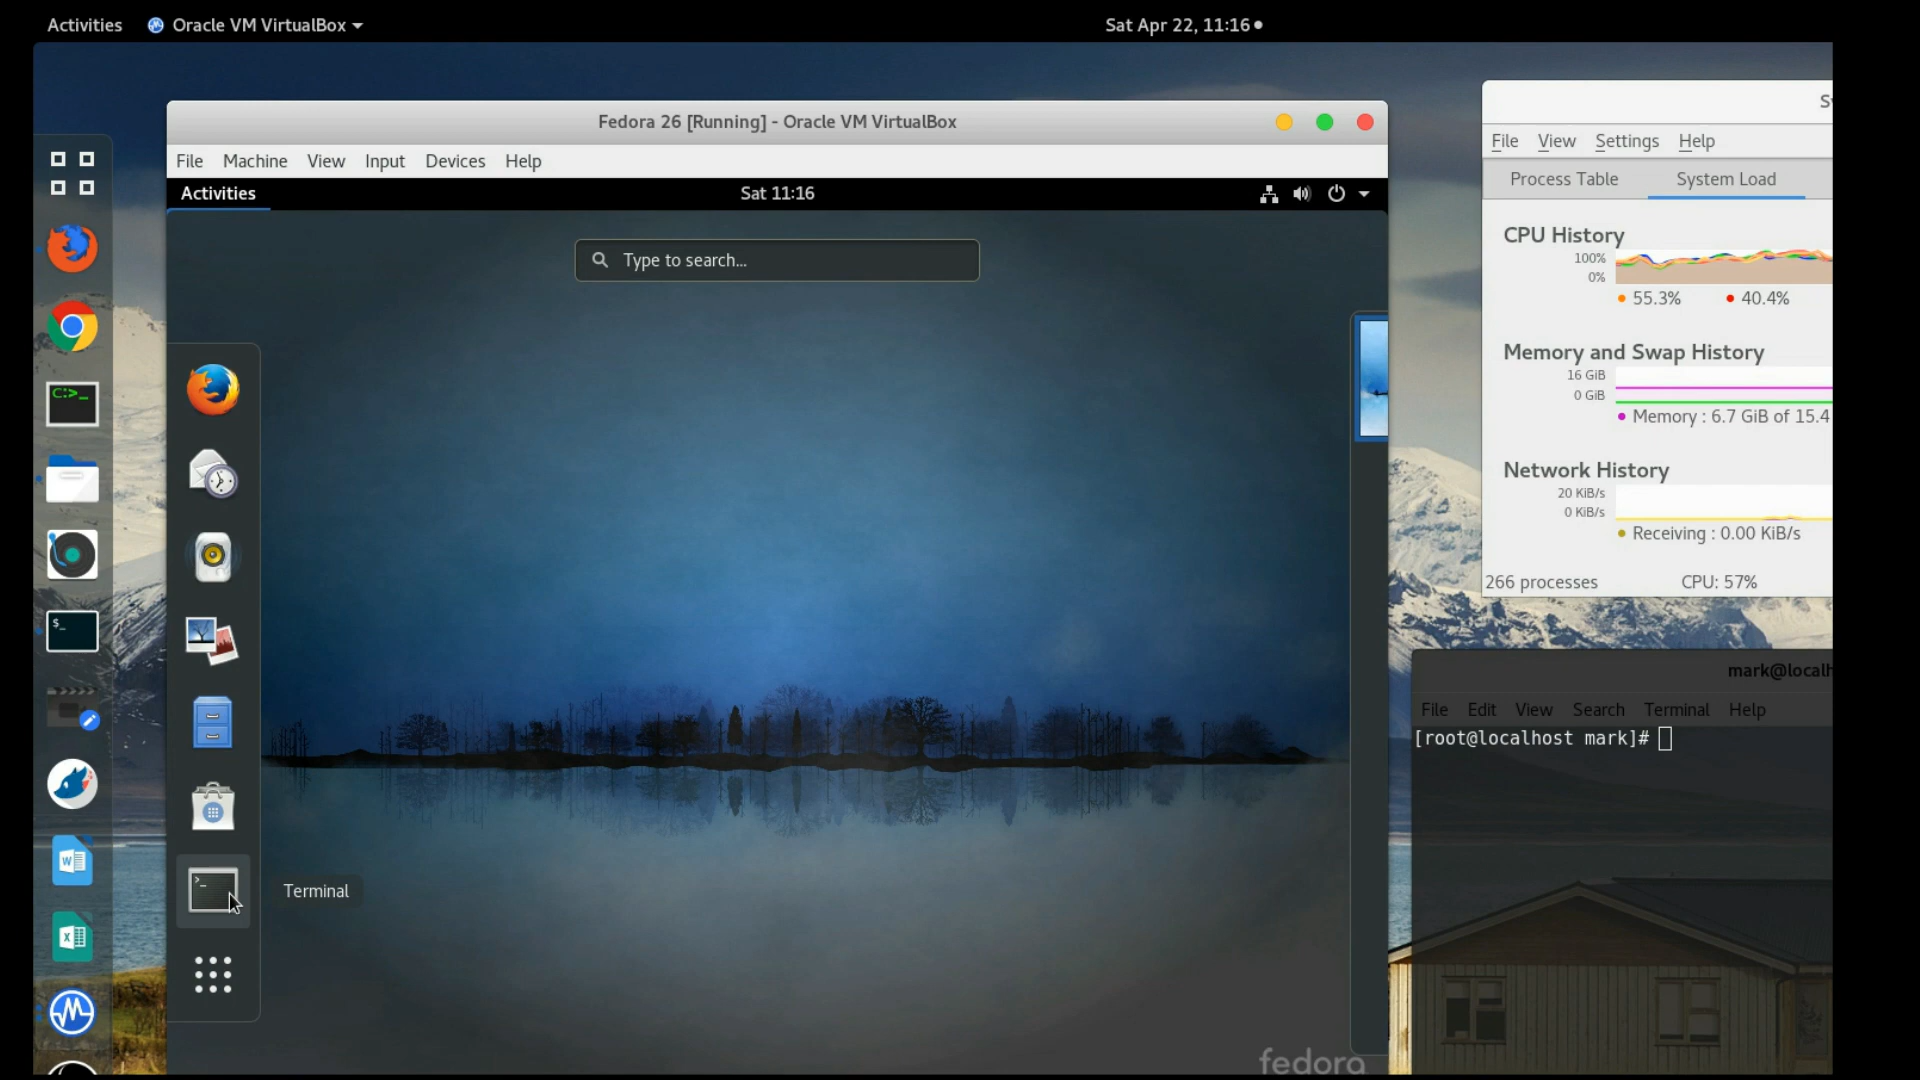 Activities Oracle VM VirtualBox Sat Apr 22, 11:16
Fedora 26 [Running] - Oracle VM VirtualBox
File Machine View Input Devices Help
Activities Sat 11:16
Type to search...
Terminal
fedora
File View Settings Help
Process Table System Load
CPU History
100%
0%
55.3% 40.4%
Memory and Swap History
16 GiB
0 GiB
Memory : 6.7 GiB of 15.4
Network History
20 KiB/s
0 KiB/s
Receiving : 0.00 KiB/s
266 processes CPU: 57%
mark@localh
File Edit View Search Terminal Help
[root@localhost mark]#
C:>_
$_
>_
W
X